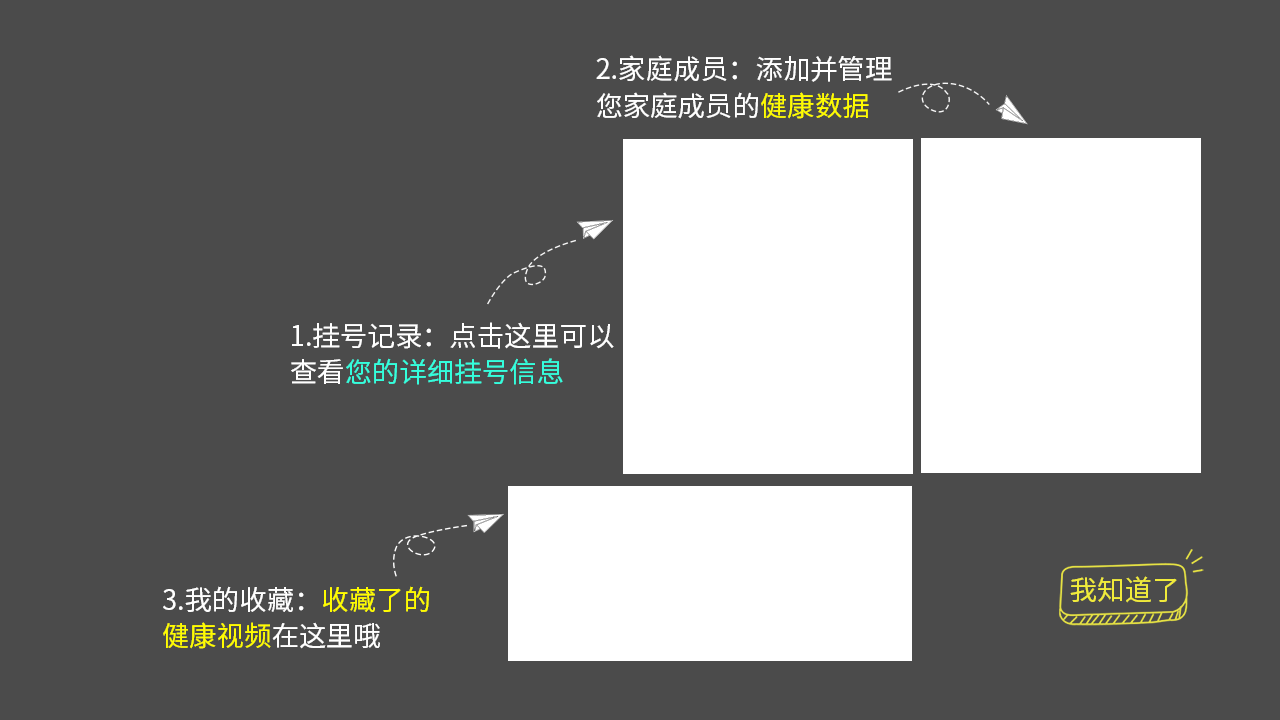 2.家庭成员：添加并管理
您家庭成员的健康数据
1.挂号记录：点击这里可以
查看您的详细挂号信息
3.我的收藏：收藏了的
健康视频在这里哦
我知道了